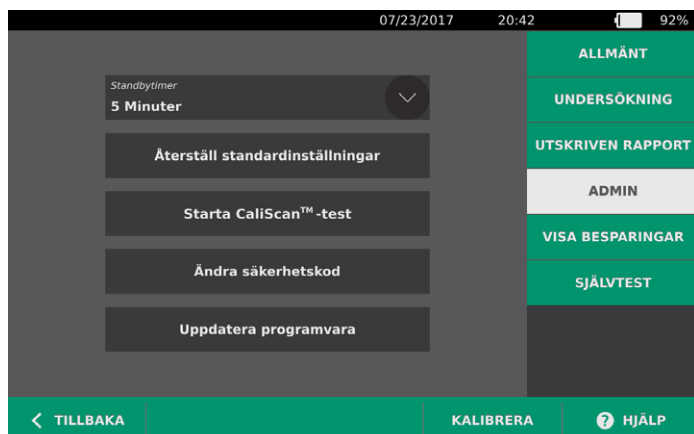 07/23/2017 20:42 92%
Standbytimer
5 Minuter
Återställ standardinställningar
Starta CaliScan™-test
Ändra säkerhetskod
Uppdatera programvara
ALLMÄNT
UNDERSÖKNING
UTSKRIVEN RAPPORT
ADMIN
VISA BESPARINGAR
SJÄLVTEST
TILLBAKA
KALIBRERA
? HJÄLP